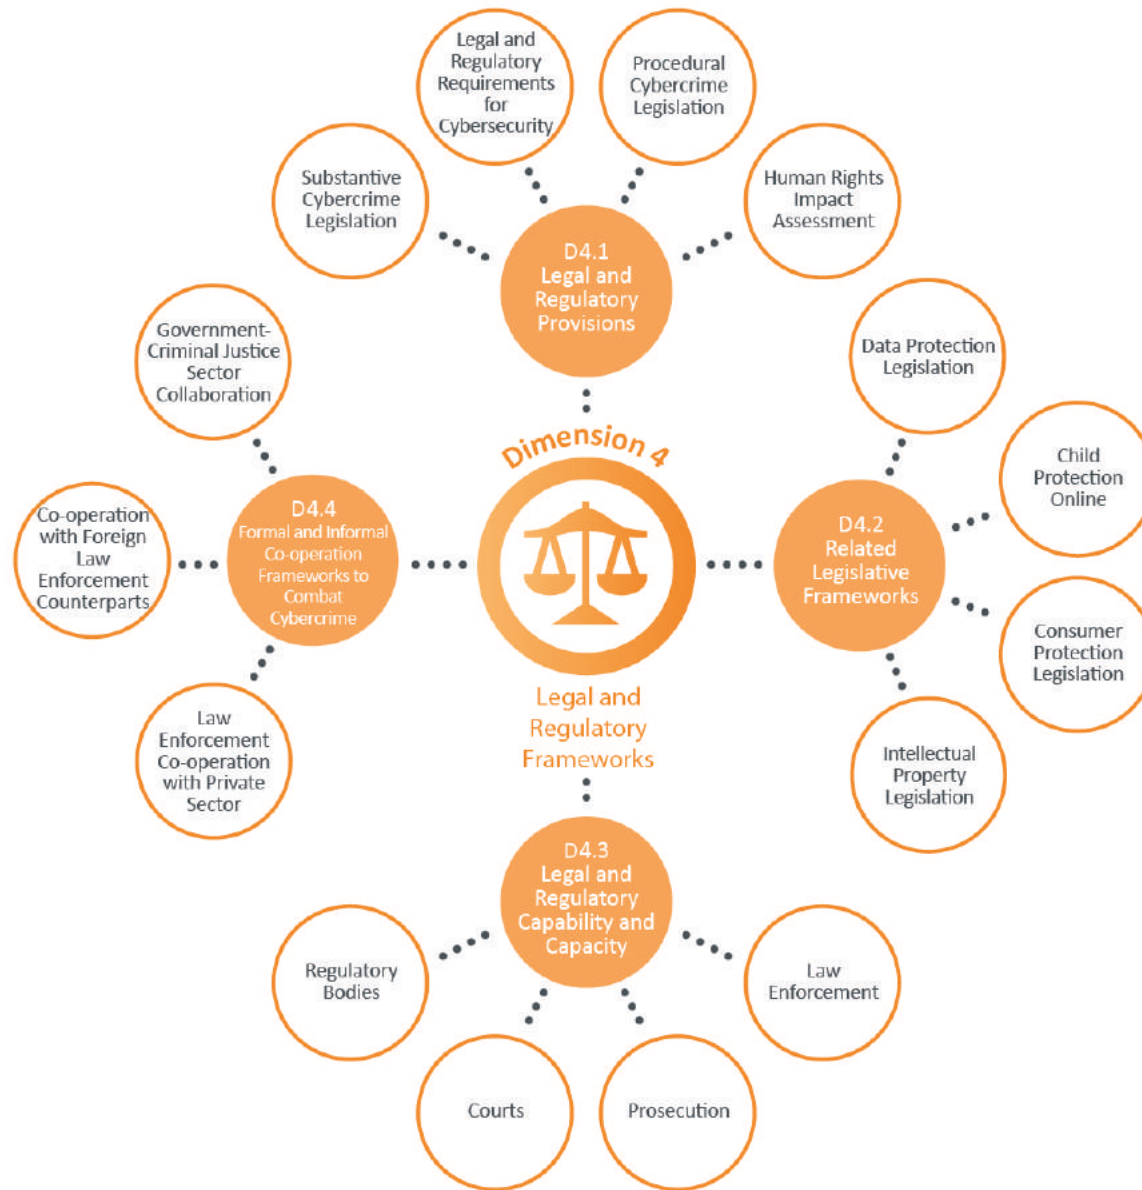 Legal and
Regulatory
Requirements
for
Cybersecurity
Procedural
Cybercrime
Legislation
Substantive
Cybercrime
Legislation
Human Rights
Impact
Assessment
D4.1
Legal and
Regulatory
Provisions
Government-
Criminal Justice
Sector
Collaboration
Data Protection
Legislation
Dimension 4
Child
Protection
Online
Co-operation
with Foreign
Law
Enforcement
Counterparts
D4.4
Formal and Informal
Co-operation
Frameworks to
Combat
Cybercrime
D4.2
Related
Legislative
Frameworks
Consumer
Protection
Legislation
Legal and
Regulatory
Frameworks
Law
Enforcement
Co-operation
with Private
Sector
Intellectual
Property
Legislation
D4.3
Legal and
Regulatory
Capability and
Capacity
Regulatory
Bodies
Law
Enforcement
Courts
Prosecution